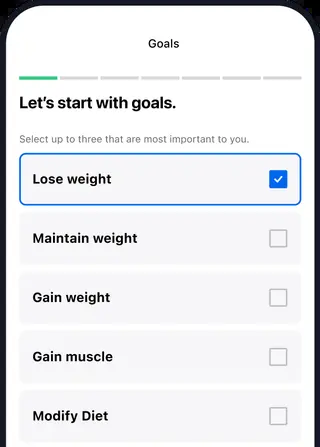 Goals
Let's start with goals.
Select up to three that are most important to you.
Lose weight
Maintain weight
Gain weight
Gain muscle
Modify Diet